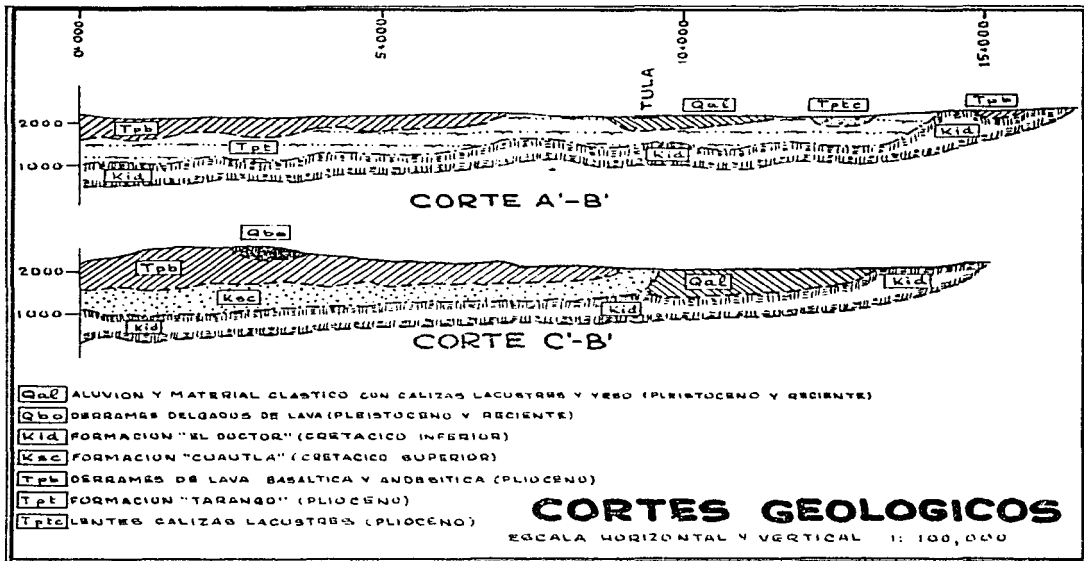 0+000 5+000 10+000 15+000
TULA
Qal Tptc Tpb
2000 Tpb Kid
Tpt
1000 Kid Kid
CORTE A'-B'
Qbo
2000 Tpb Qal Kid
Ksc
1000 Kid Kid
CORTE C'-B'
Qal ALUVION Y MATERIAL CLASTICO CON CALIZAS LACUSTRES Y YESO (PLEISTOCENO Y RECIENTE)
Qbo DERRAMES DELGADOS DE LAVA (PLEISTOCENO Y RECIENTE)
Kid FORMACION "EL DOCTOR" (CRETACICO INFERIOR)
Ksc FORMACION "CUAUTLA" (CRETACICO SUPERIOR)
Tpb DERRAMES DE LAVA BASALTICA Y ANDESITICA (PLIOCENO)
Tpt FORMACION "TARANGO" (PLIOCENO)
Tptc LENTES CALIZAS LACUSTRES (PLIOCENO)
CORTES GEOLOGICOS
ESCALA HORIZONTAL Y VERTICAL 1: 100,000